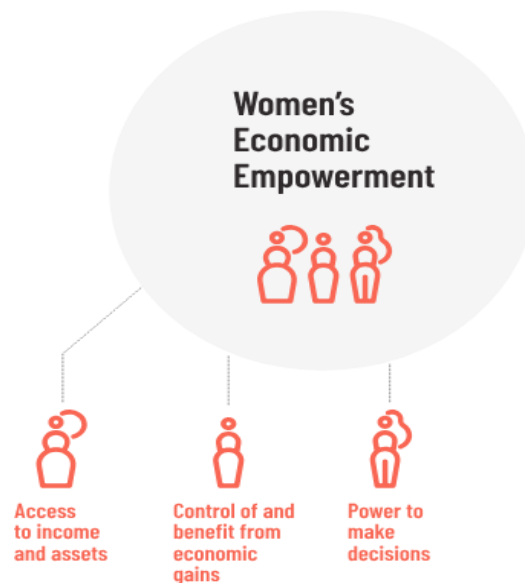 Women's
Economic
Empowerment
Access
to income
and assets
Control of and
benefit from
economic
gains
Power to
make
decisions